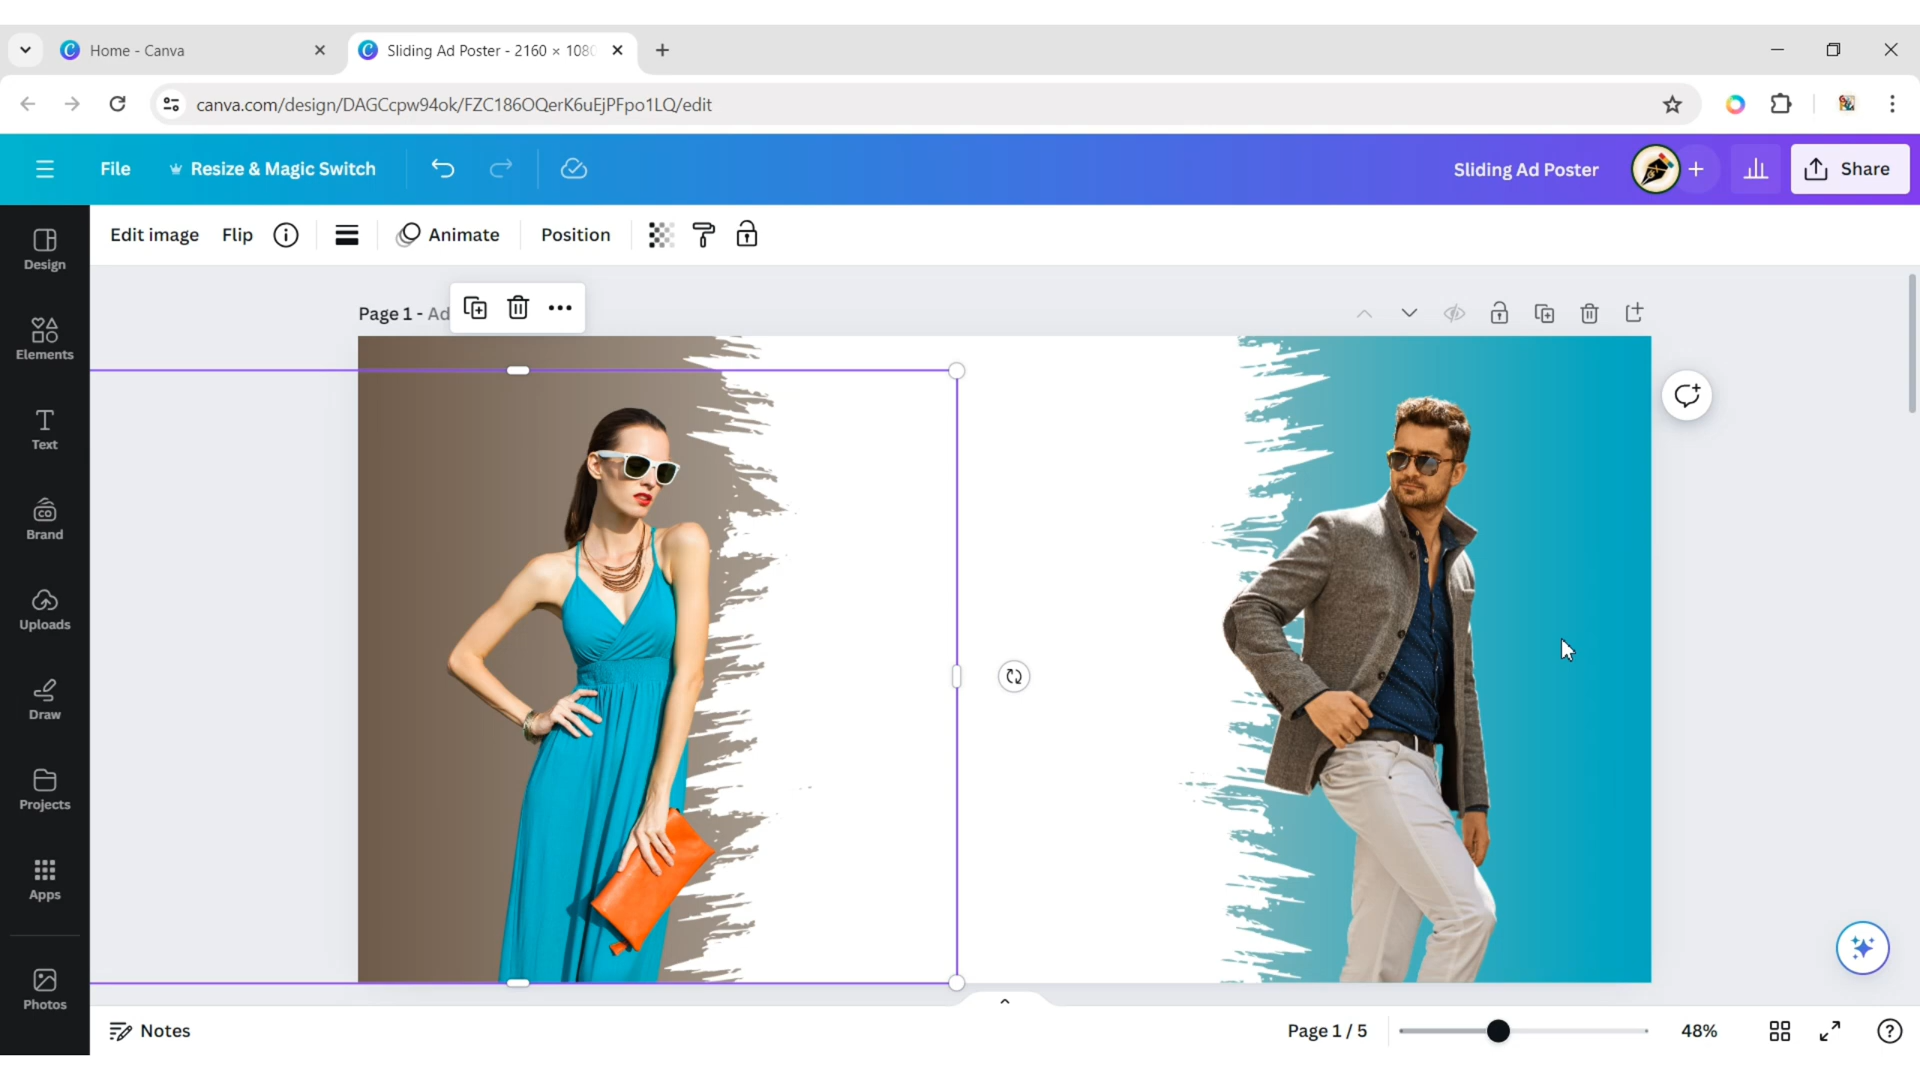 Home - Canva
Sliding Ad Poster - 2160 × 1080
canva.com/design/DAGCcpw94ok/FZC186OQerK6uEjPFpo1LQ/edit
File
Resize & Magic Switch
Sliding Ad Poster
Share
Edit image
Flip
Animate
Position
Design
Elements
Text
Brand
Uploads
Draw
Projects
Apps
Photos
Page 1 - Ad
Notes
Page 1 / 5
48%